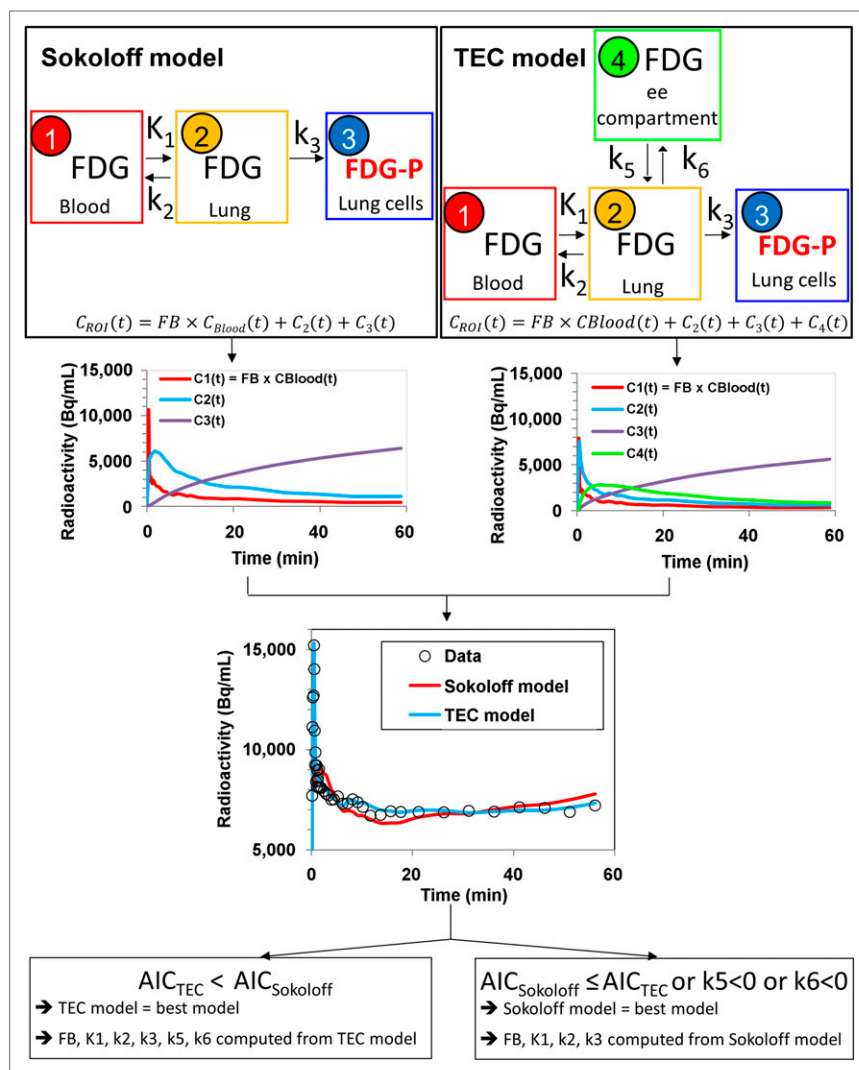 Sokoloff model
1
FDG
Blood
K1
k2
2
FDG
Lung
k3
3
FDG-P
Lung cells
C_ROI(t) = FB × C_Blood(t) + C_2(t) + C_3(t)
TEC model
4
FDG
ee
compartment
k5
k6
1
FDG
Blood
K1
k2
2
FDG
Lung
k3
3
FDG-P
Lung cells
C_ROI(t) = FB × CBlood(t) + C_2(t) + C_3(t) + C_4(t)
Radioactivity (Bq/mL)
15,000
10,000
5,000
0
C1(t) = FB x CBlood(t)
C2(t)
C3(t)
0
20
40
60
Time (min)
Radioactivity (Bq/mL)
15,000
10,000
5,000
0
C1(t) = FB x CBlood(t)
C2(t)
C3(t)
C4(t)
0
20
40
60
Time (min)
Radioactivity (Bq/mL)
15,000
10,000
5,000
Data
Sokoloff model
TEC model
0
20
40
60
Time (min)
AIC_TEC < AIC_Sokoloff
➔ TEC model = best model
➔ FB, K1, k2, k3, k5, k6 computed from TEC model
AIC_Sokoloff ≤ AIC_TEC or k5<0 or k6<0
➔ Sokoloff model = best model
➔ FB, K1, k2, k3 computed from Sokoloff model